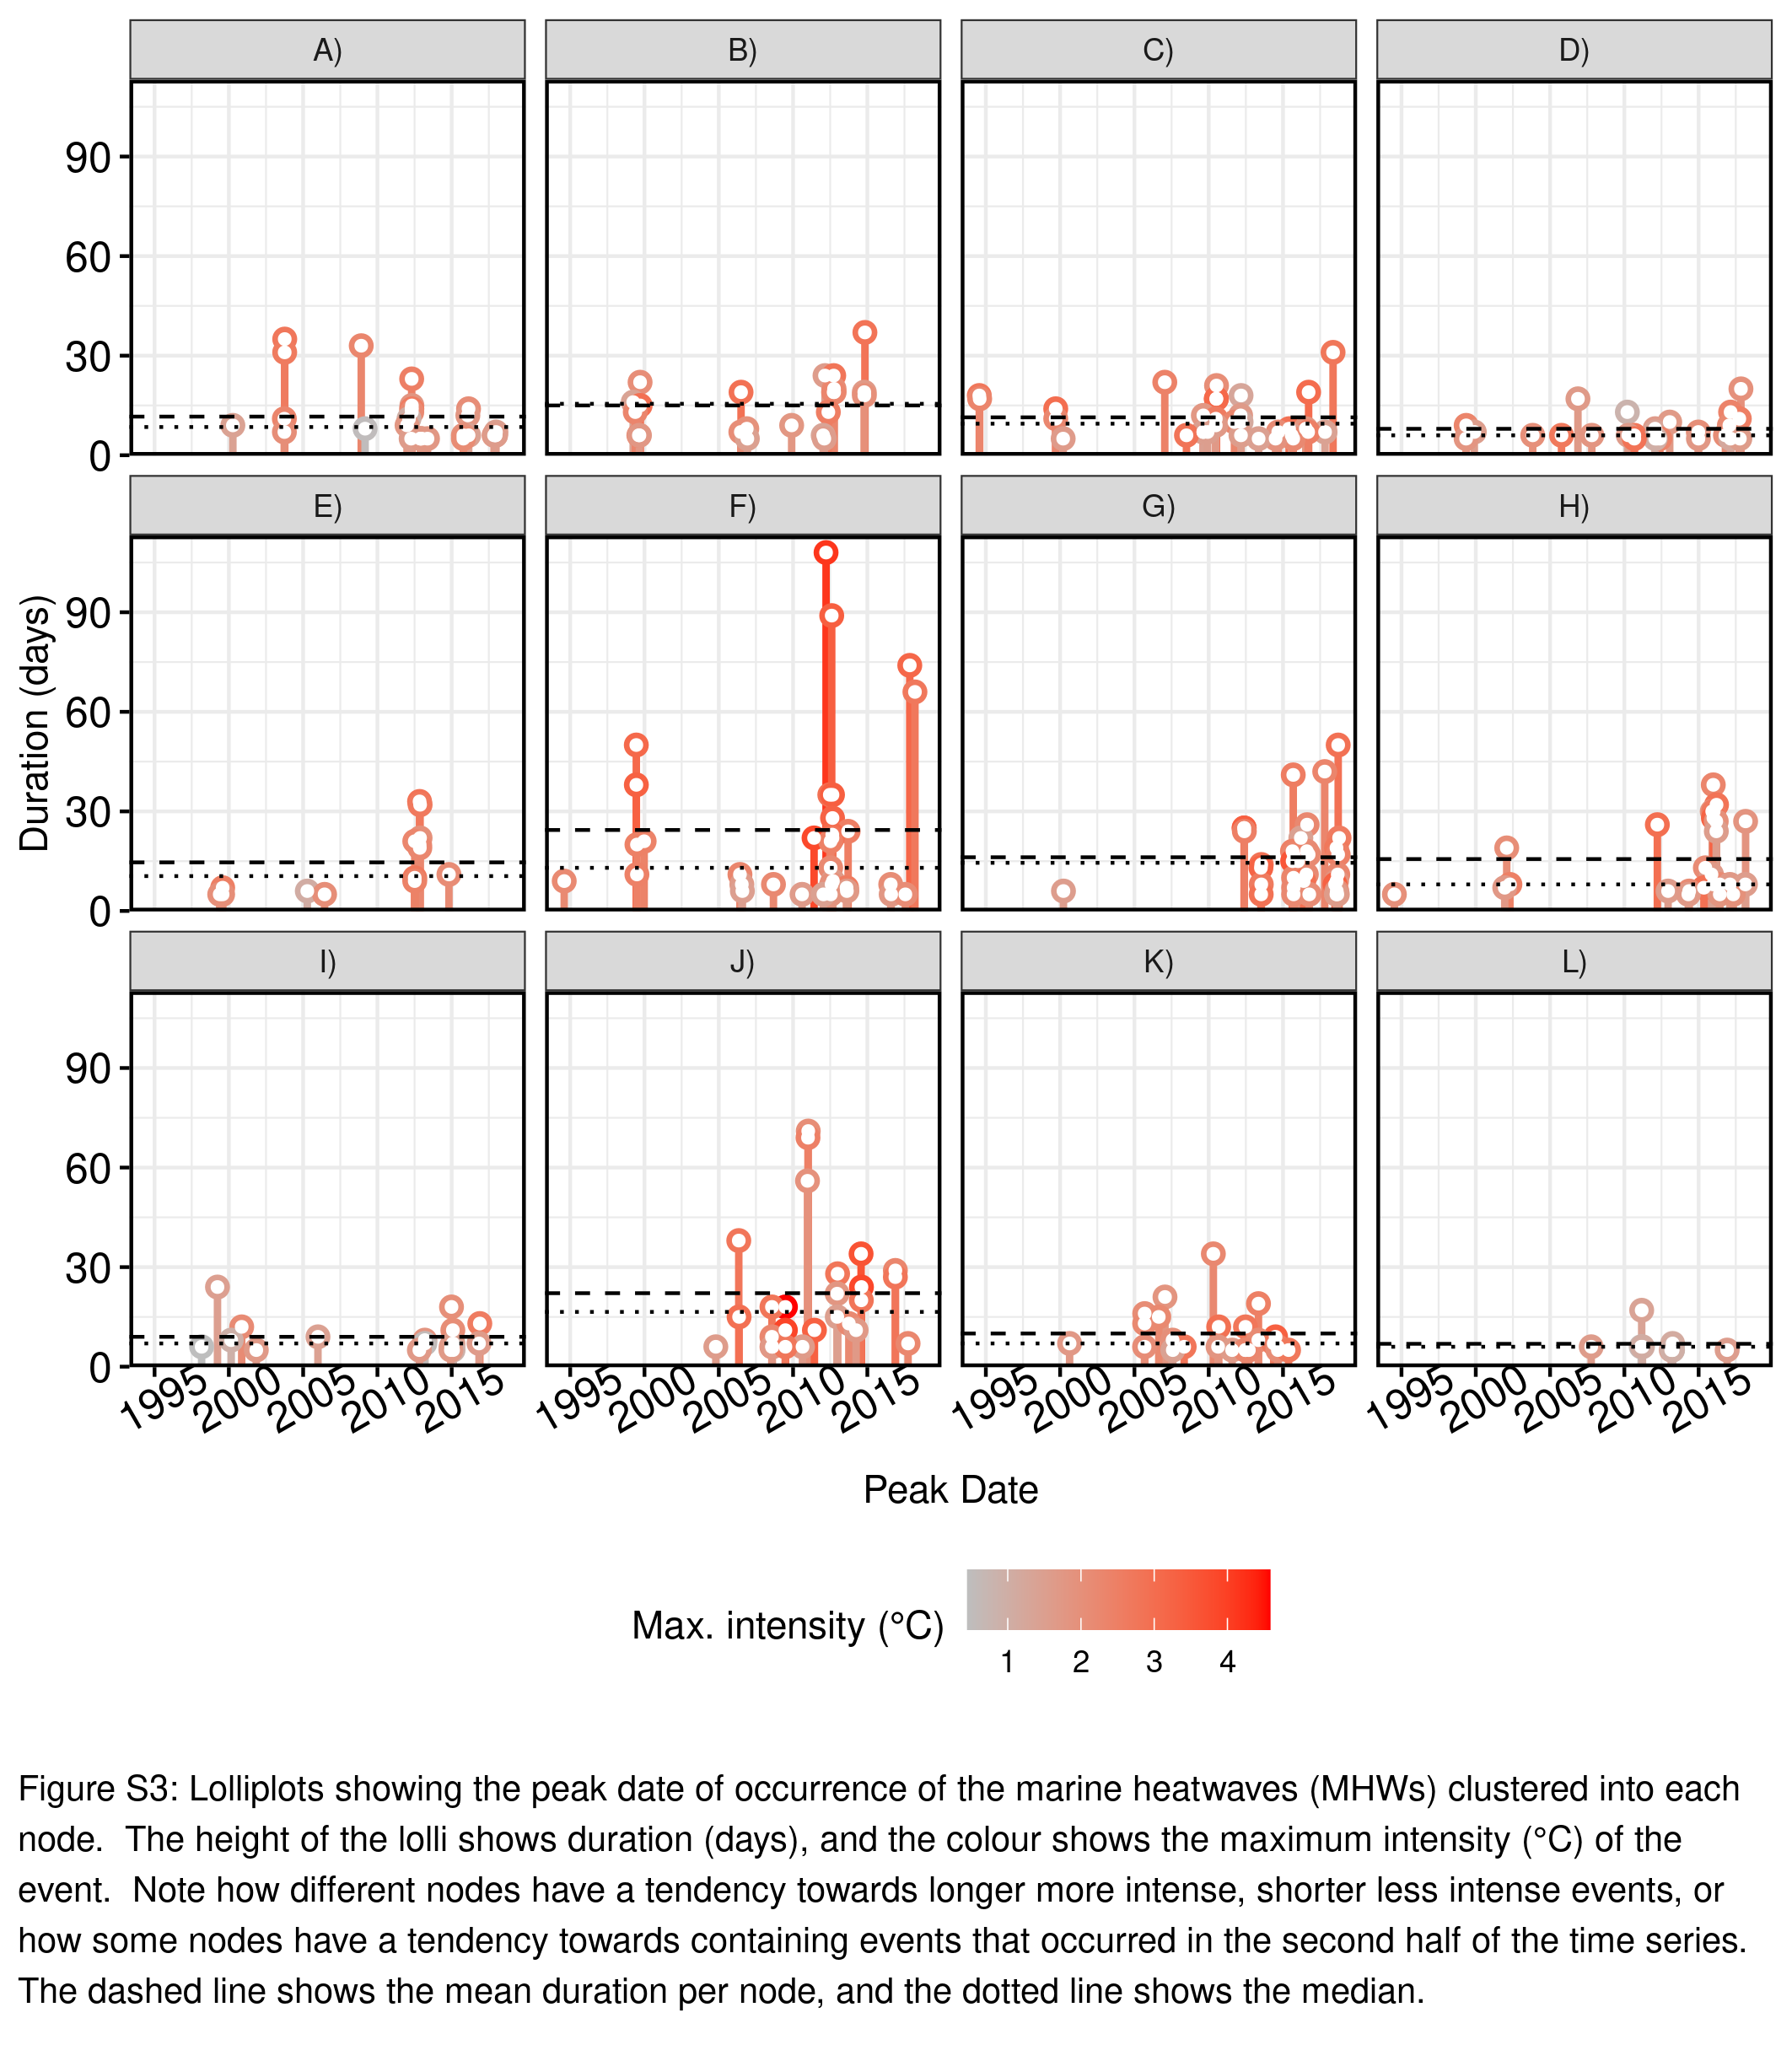 A) B) C) D)
90
60
30
0
E) F) G) H)
Duration (days)
90
60
30
0
I) J) K) L)
90
60
30
0
1995 2000 2005 2010 2015 1995 2000 2005 2010 2015 1995 2000 2005 2010 2015 1995 2000 2005 2010 2015
Peak Date
Max. intensity (°C)
1 2 3 4
Figure S3: Lolliplots showing the peak date of occurrence of the marine heatwaves (MHWs) clustered into each
node.  The height of the lolli shows duration (days), and the colour shows the maximum intensity (°C) of the
event.  Note how different nodes have a tendency towards longer more intense, shorter less intense events, or
how some nodes have a tendency towards containing events that occurred in the second half of the time series.
The dashed line shows the mean duration per node, and the dotted line shows the median.